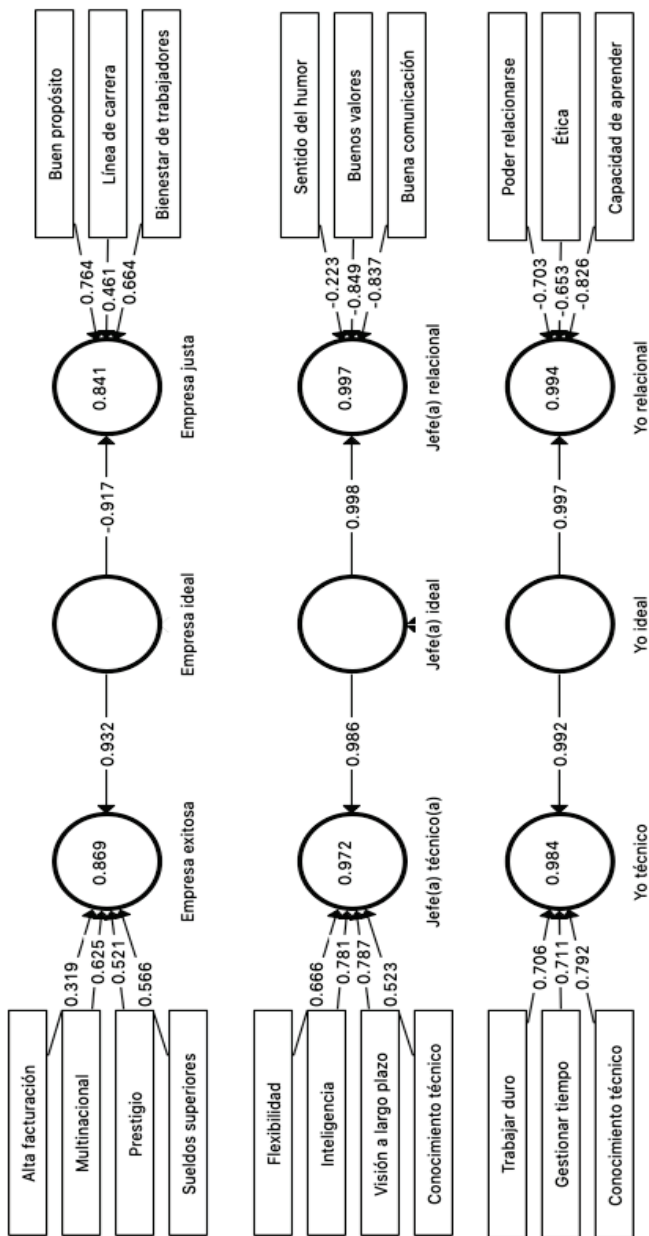 Alta facturación
Multinacional
Prestigio
Sueldos superiores
0.319
0.625
0.521
0.566
0.869
Empresa exitosa
0.932
Empresa ideal
-0.917
0.841
Empresa justa
0.764
0.461
0.664
Buen propósito
Línea de carrera
Bienestar de trabajadores
Flexibilidad
Inteligencia
Visión a largo plazo
Conocimiento técnico
0.666
0.781
0.787
0.523
0.972
Jefe(a) técnico(a)
0.986
Jefe(a) ideal
0.998
0.997
Jefe(a) relacional
-0.223
-0.849
-0.837
Sentido del humor
Buenos valores
Buena comunicación
Trabajar duro
Gestionar tiempo
Conocimiento técnico
0.706
0.711
0.792
0.984
Yo técnico
0.992
Yo ideal
0.997
0.994
Yo relacional
-0.703
-0.653
-0.826
Poder relacionarse
Ética
Capacidad de aprender